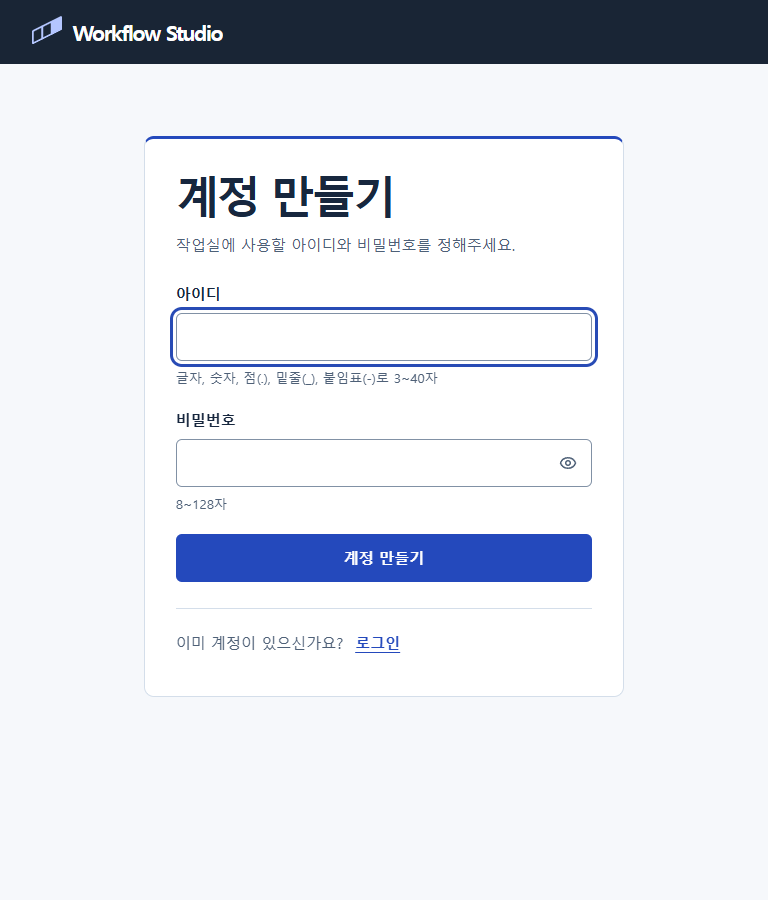 Workflow Studio
계정 만들기
작업실에 사용할 아이디와 비밀번호를 정해주세요.
아이디
글자, 숫자, 점(.), 밑줄(_), 붙임표(-)로 3~40자
비밀번호
8~128자
계정 만들기
이미 계정이 있으신가요? 로그인